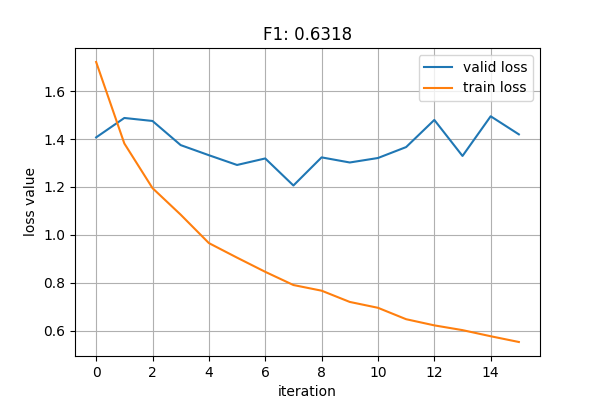 F1: 0.6318
valid loss
train loss
1.6
1.4
1.2
1.0
0.8
0.6
loss value
0 2 4 6 8 10 12 14
iteration